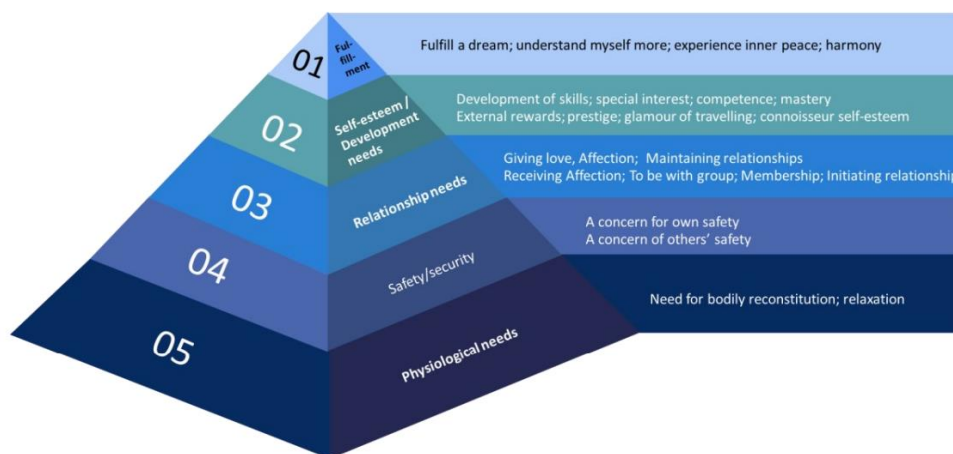 01
Ful-
fill-
ment
Fulfill a dream; understand myself more; experience inner peace; harmony
02
Self-esteem /
Development
needs
Development of skills; special interest; competence; mastery
External rewards; prestige; glamour of travelling; connoisseur self-esteem
03
Relationship needs
Giving love, Affection; Maintaining relationships
Receiving Affection; To be with group; Membership; Initiating relationship
04
Safety/security
A concern for own safety
A concern of others' safety
05
Physiological needs
Need for bodily reconstitution; relaxation